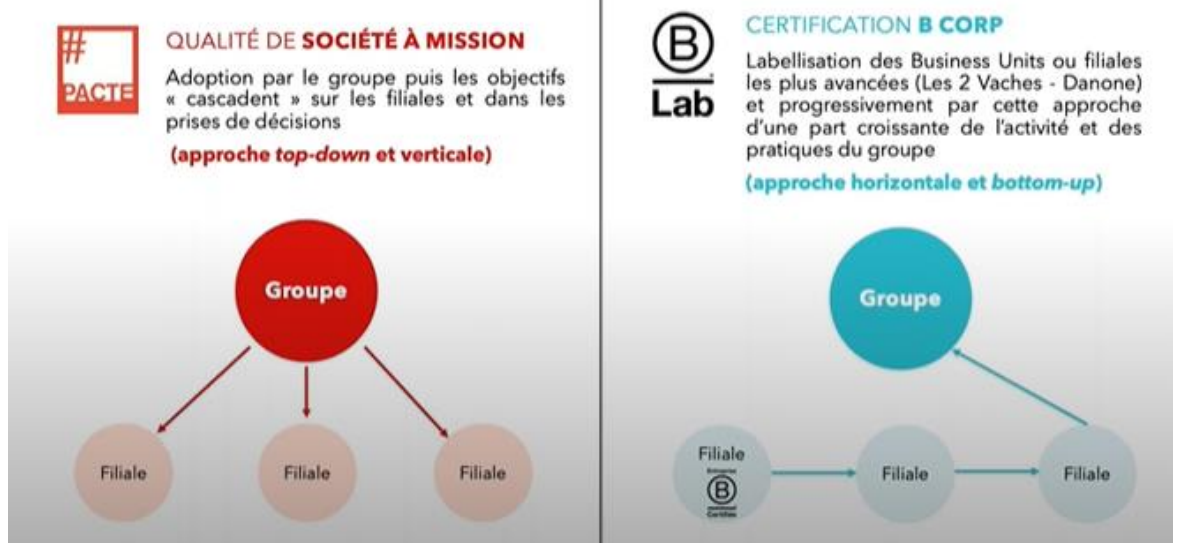 #
PACTE
QUALITÉ DE SOCIÉTÉ À MISSION
Adoption par le groupe puis les objectifs
« cascadent » sur les filiales et dans les
prises de décisions
(approche top-down et verticale)
Groupe
Filiale
Filiale
Filiale
B
Lab
CERTIFICATION B CORP
Labellisation des Business Units ou filiales
les plus avancées (Les 2 Vaches - Danone)
et progressivement par cette approche
d'une part croissante de l'activité et des
pratiques du groupe
(approche horizontale et bottom-up)
Groupe
Filiale
Entreprise
B
Certifiée
Filiale
Filiale